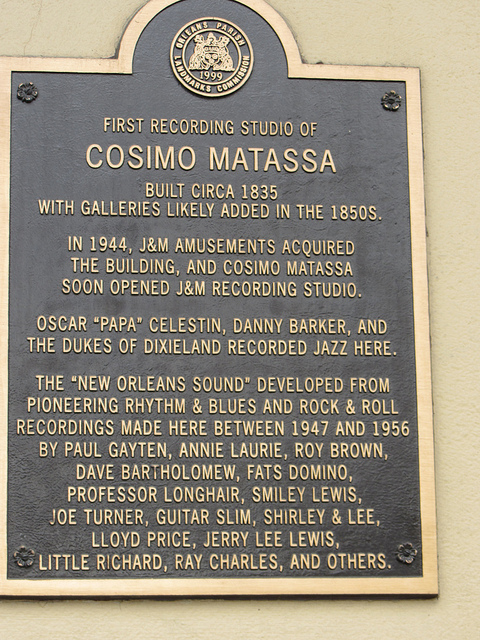 ORLEANS PARISH
LANDMARKS COMMISSION
1999
FIRST RECORDING STUDIO OF
COSIMO MATASSA
BUILT CIRCA 1835
WITH GALLERIES LIKELY ADDED IN THE 1850S.
IN 1944, J&M AMUSEMENTS ACQUIRED
THE BUILDING, AND COSIMO MATASSA
SOON OPENED J&M RECORDING STUDIO.
OSCAR "PAPA" CELESTIN, DANNY BARKER, AND
THE DUKES OF DIXIELAND RECORDED JAZZ HERE.
THE "NEW ORLEANS SOUND" DEVELOPED FROM
PIONEERING RHYTHM & BLUES AND ROCK & ROLL
RECORDINGS MADE HERE BETWEEN 1947 AND 1956
BY PAUL GAYTEN, ANNIE LAURIE, ROY BROWN,
DAVE BARTHOLOMEW, FATS DOMINO,
PROFESSOR LONGHAIR, SMILEY LEWIS,
JOE TURNER, GUITAR SLIM, SHIRLEY & LEE,
LLOYD PRICE, JERRY LEE LEWIS,
LITTLE RICHARD, RAY CHARLES, AND OTHERS.